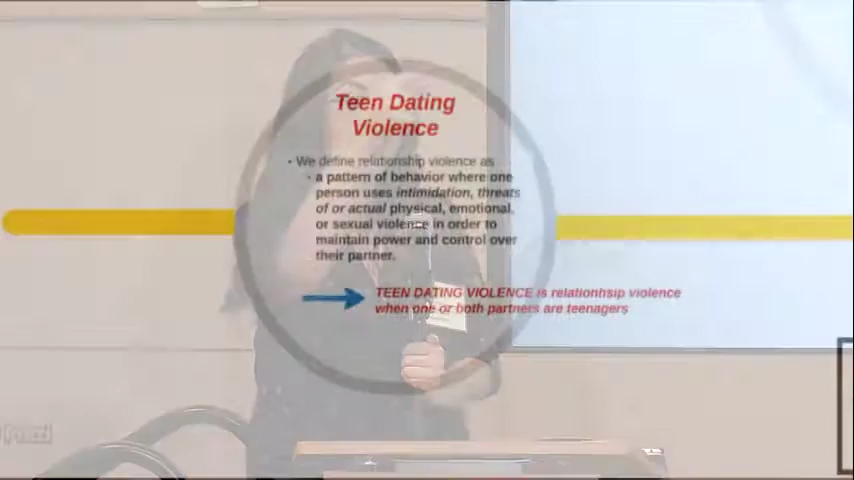 Teen Dating
Violence
• We define relationship violence as
• a pattern of behavior where one
person uses intimidation, threats
of or actual physical, emotional,
or sexual violence in order to
maintain power and control over
their partner.
TEEN DATING VIOLENCE is relationhsip violence
when one or both partners are teenagers
Prezi